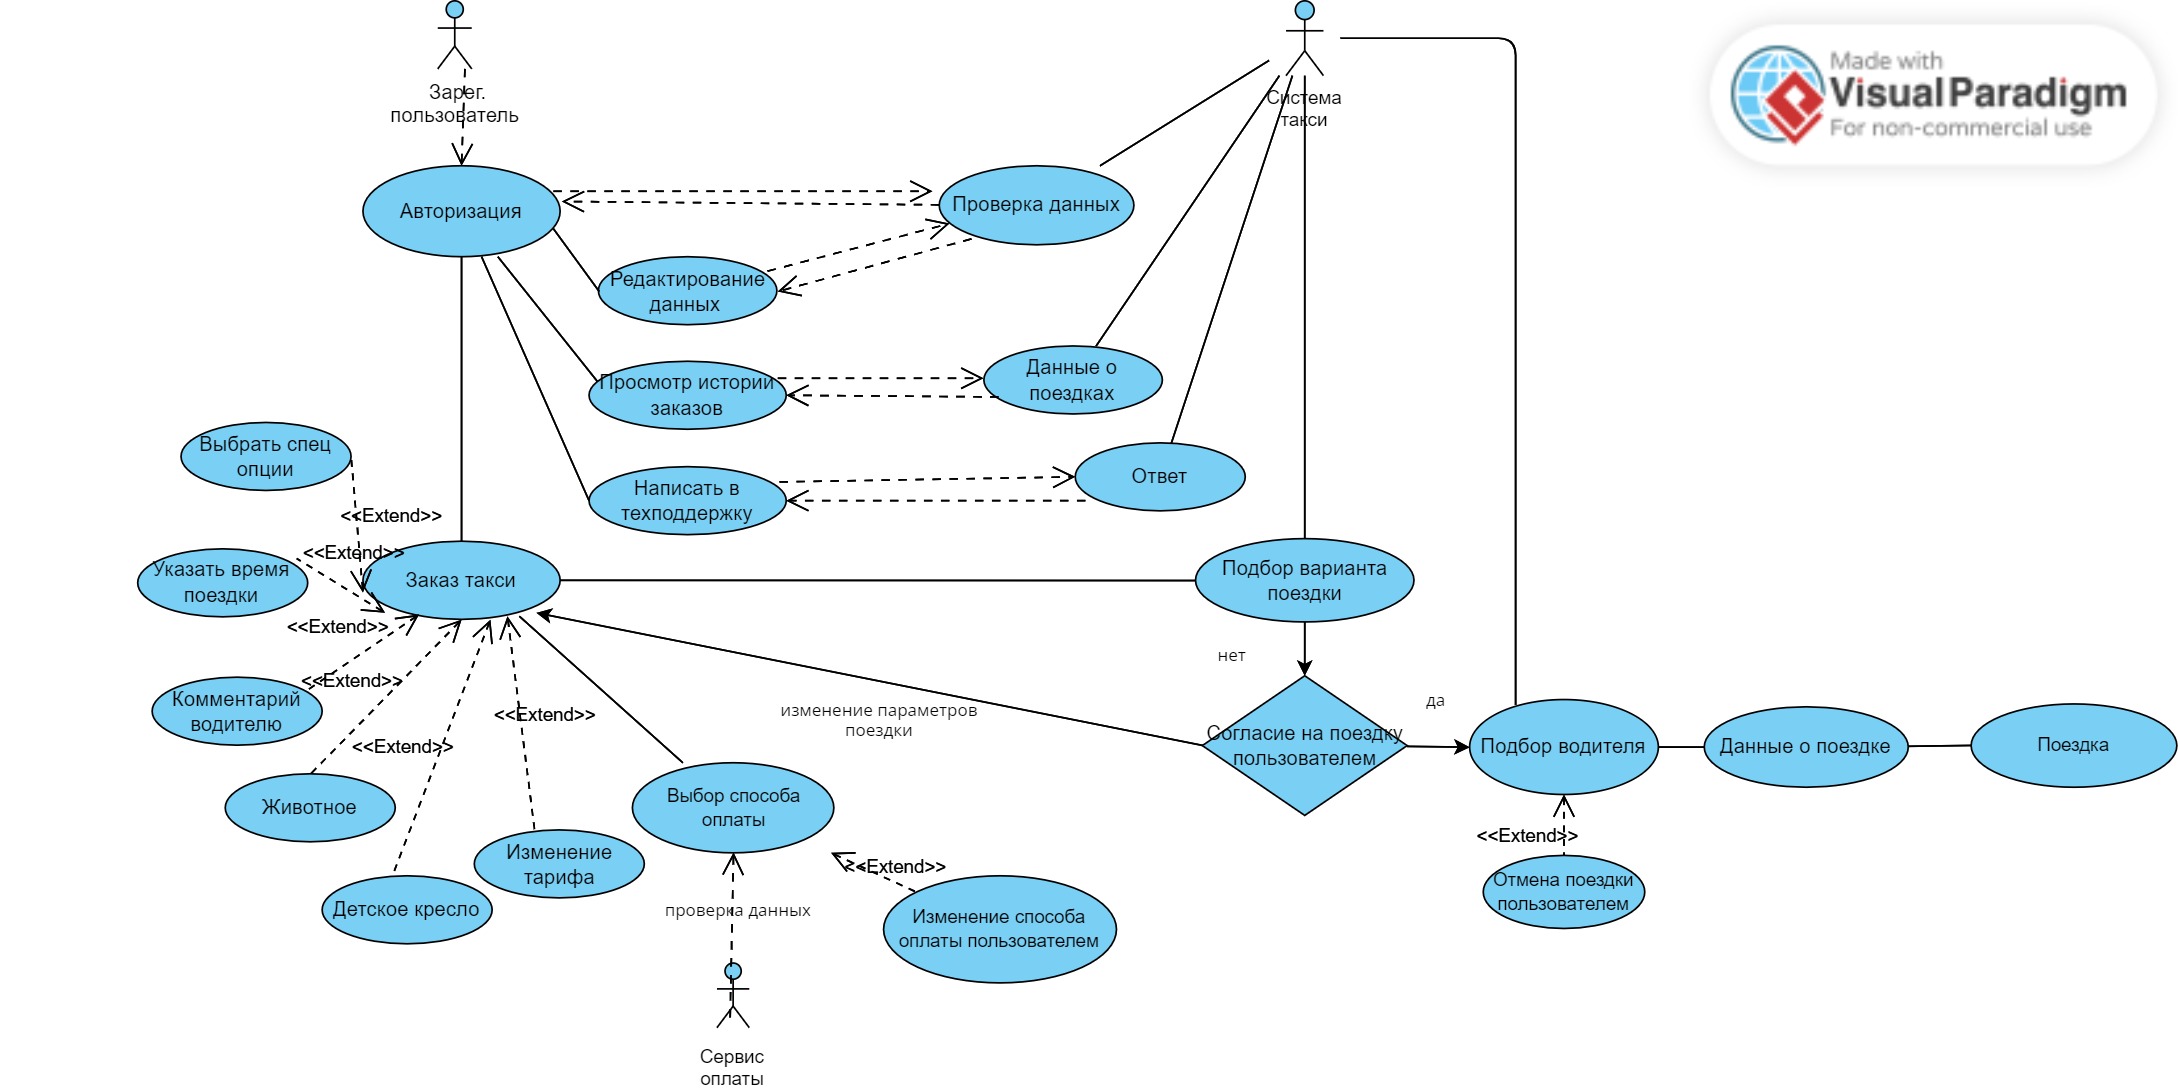 Зарег.
пользователь
Система
такси
Made with
Visual Paradigm
For non-commercial use
Авторизация
Проверка данных
Редактирование
данных
Просмотр истории
заказов
Данные о
поездках
Написать в
техподдержку
Ответ
Выбрать спец
опции
<<Extend>>
<<Extend>>
Указать время
поездки
Заказ такси
Подбор варианта
поездки
<<Extend>>
нет
<<Extend>>
Комментарий
водителю
<<Extend>>
изменение параметров
поездки
да
Согласие на поездку
пользователем
Подбор водителя
Данные о поездке
Поездка
<<Extend>>
Животное
Выбор способа
оплаты
<<Extend>>
Изменение
тарифа
<<Extend>>
Отмена поездки
пользователем
Детское кресло
проверка данных
Изменение способа
оплаты пользователем
Сервис
оплаты